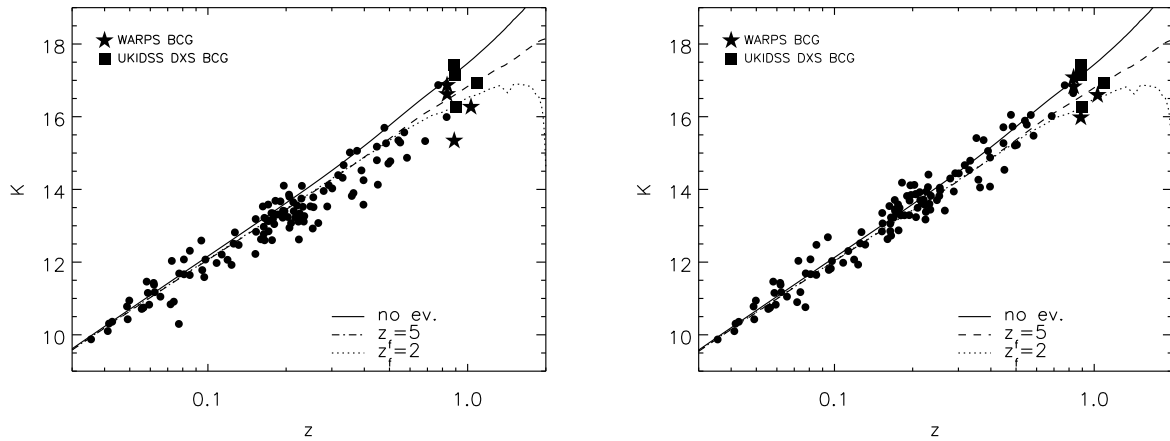 18
16
14
12
10
K
0.1
1.0
z
WARPS BCG
UKIDSS DXS BCG
no ev.
z_f=5
z_f=2
18
16
14
12
10
K
0.1
1.0
z
WARPS BCG
UKIDSS DXS BCG
no ev.
z_f=5
z_f=2